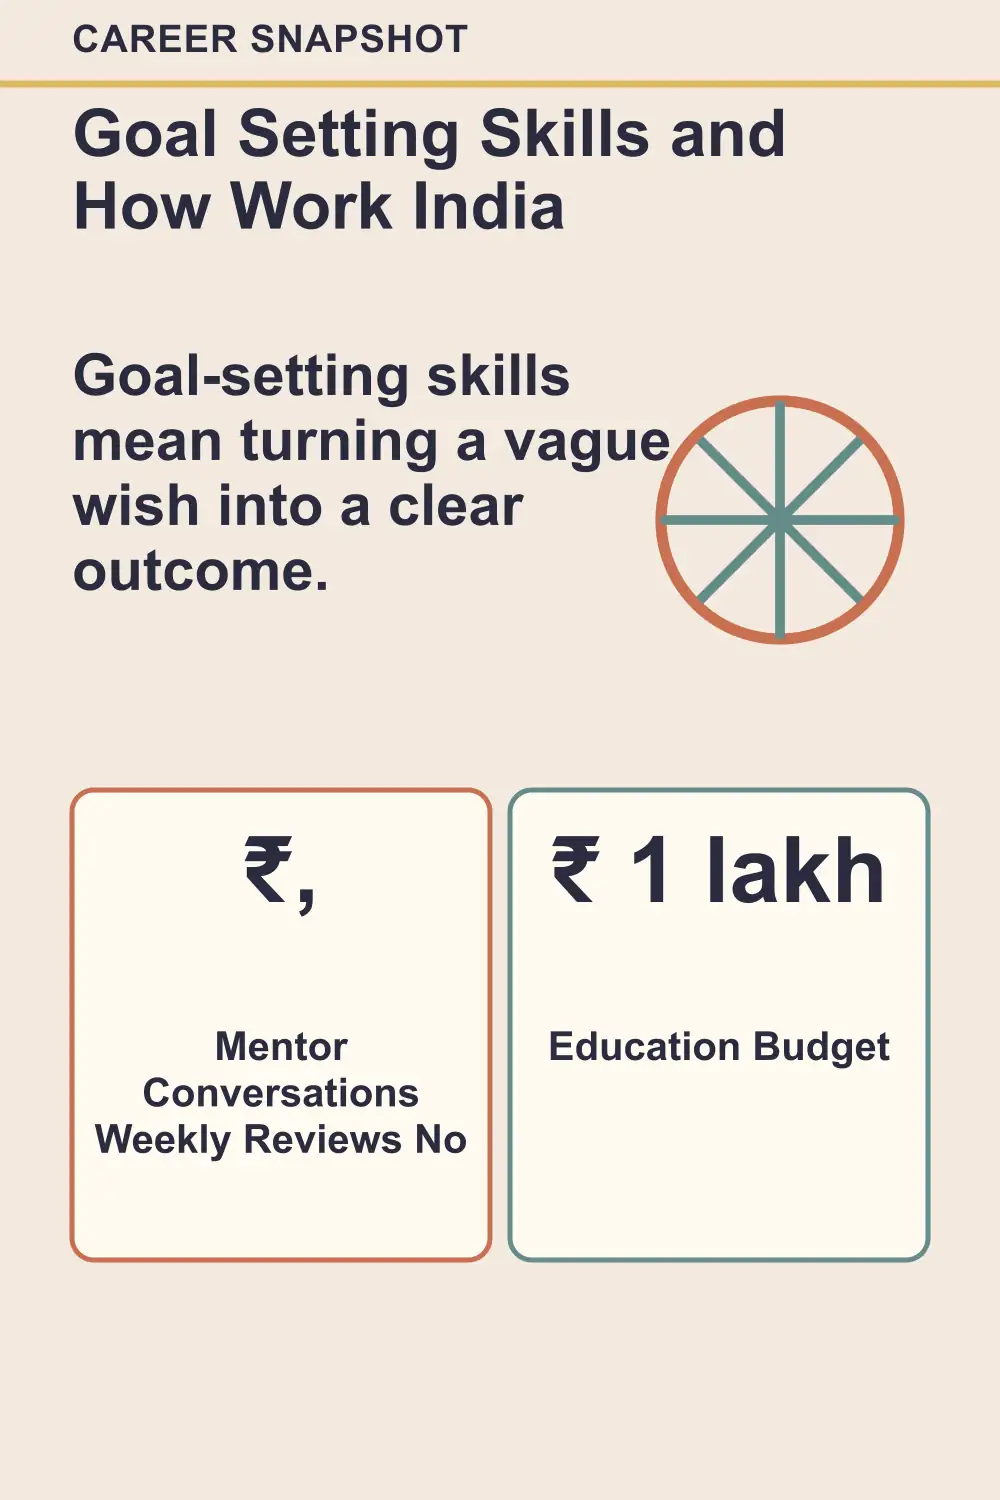 CAREER SNAPSHOT
Goal Setting Skills and
How Work India
Goal-setting skills
mean turning a vague
wish into a clear
outcome.
₹,
Mentor
Conversations
Weekly Reviews No
₹ 1 lakh
Education Budget